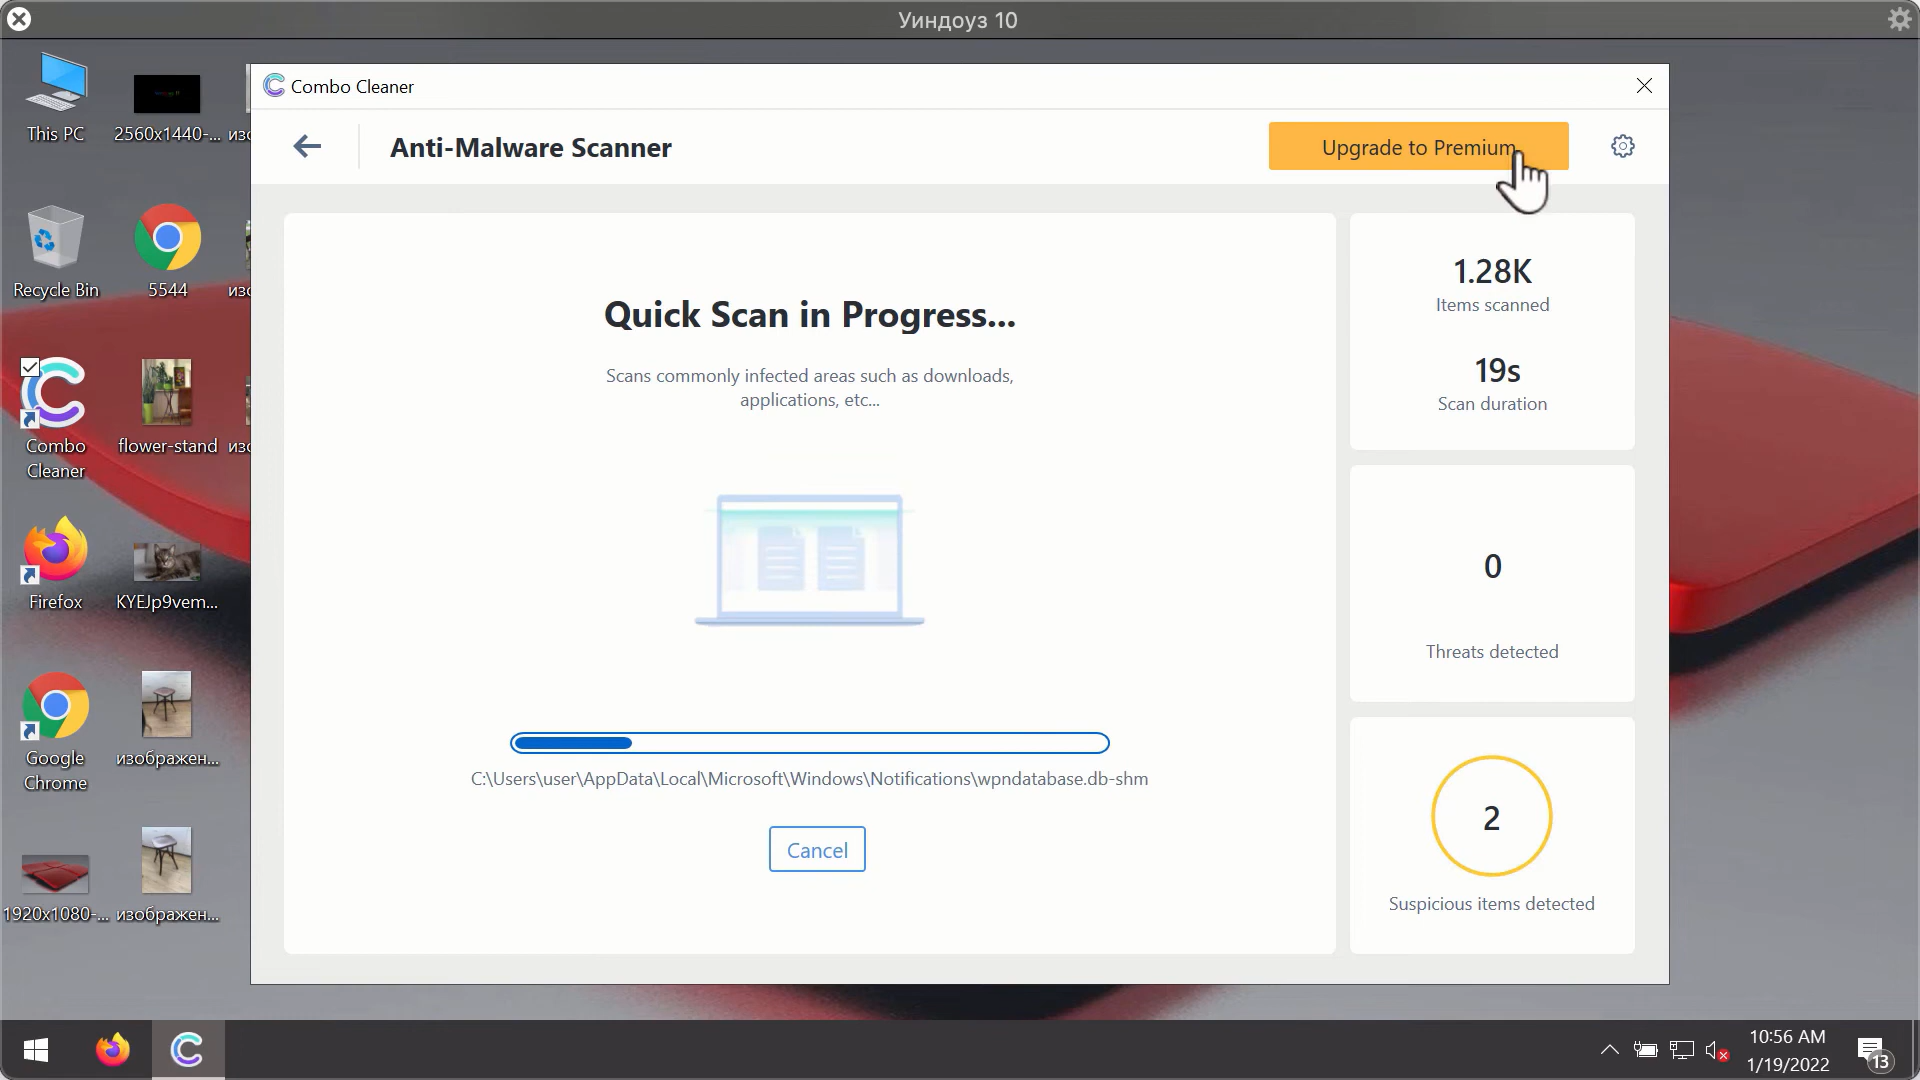 Уиндоуз 10
This PC
2560x1440-...
Recycle Bin
5544
Combo
Cleaner
flower-stand
Firefox
KYEJp9vem...
Google
Chrome
изображен...
1920x1080-...
изображен...
Combo Cleaner
Anti-Malware Scanner
Upgrade to Premium
Quick Scan in Progress...
Scans commonly infected areas such as downloads,
applications, etc...
C:\Users\user\AppData\Local\Microsoft\Windows\Notifications\wpndatabase.db-shm
Cancel
1.28K
Items scanned
19s
Scan duration
0
Threats detected
2
Suspicious items detected
10:56 AM
1/19/2022
13